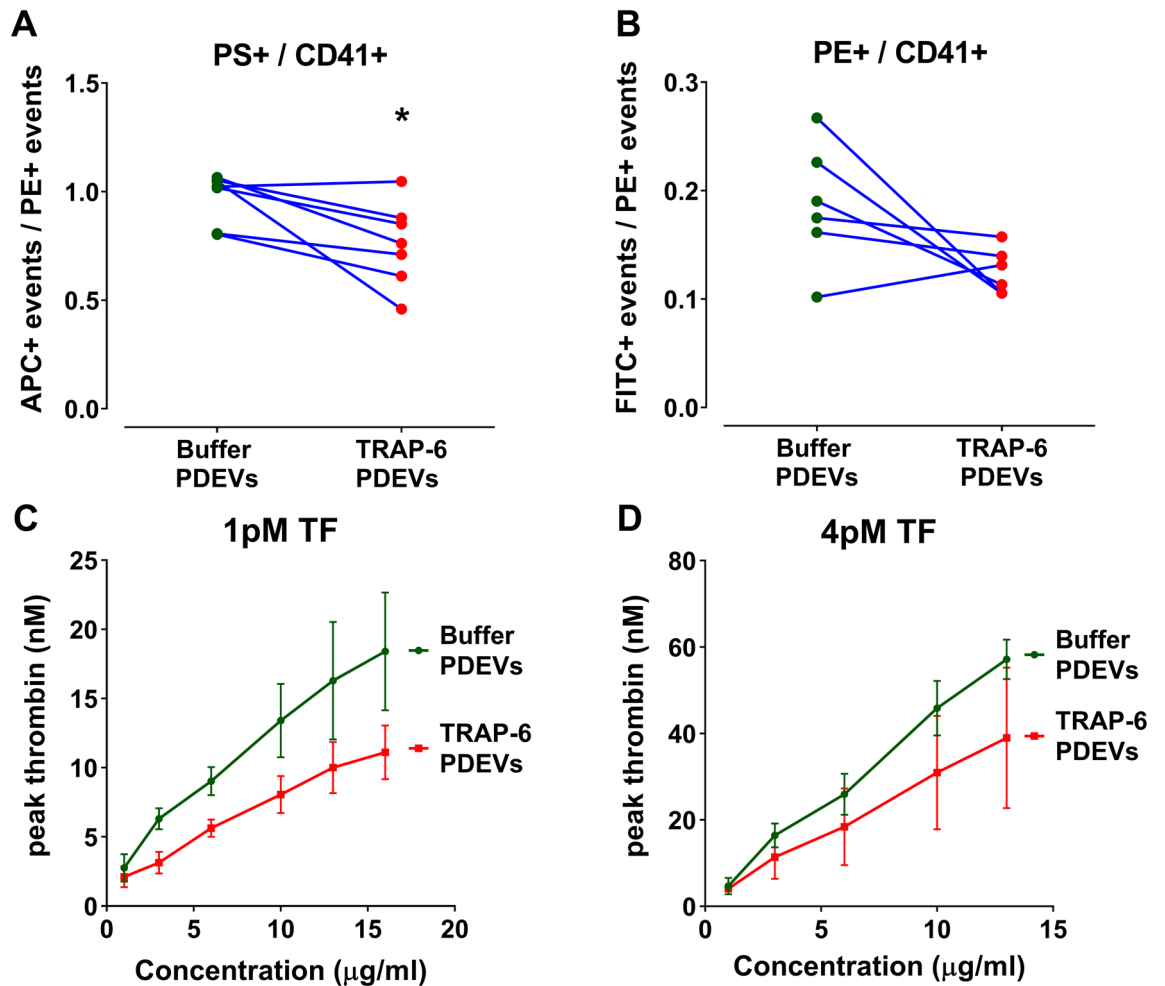 A
PS+ / CD41+
APC+ events / PE+ events
1.5
1.0
0.5
0.0
*
Buffer
PDEVs
TRAP-6
PDEVs
B
PE+ / CD41+
FITC+ events / PE+ events
0.3
0.2
0.1
0.0
Buffer
PDEVs
TRAP-6
PDEVs
C
1pM TF
peak thrombin (nM)
25
20
15
10
5
0
0 5 10 15 20
Concentration (μg/ml)
Buffer
PDEVs
TRAP-6
PDEVs
D
4pM TF
peak thrombin (nM)
80
60
40
20
0
0 5 10 15
Concentration (μg/ml)
Buffer
PDEVs
TRAP-6
PDEVs